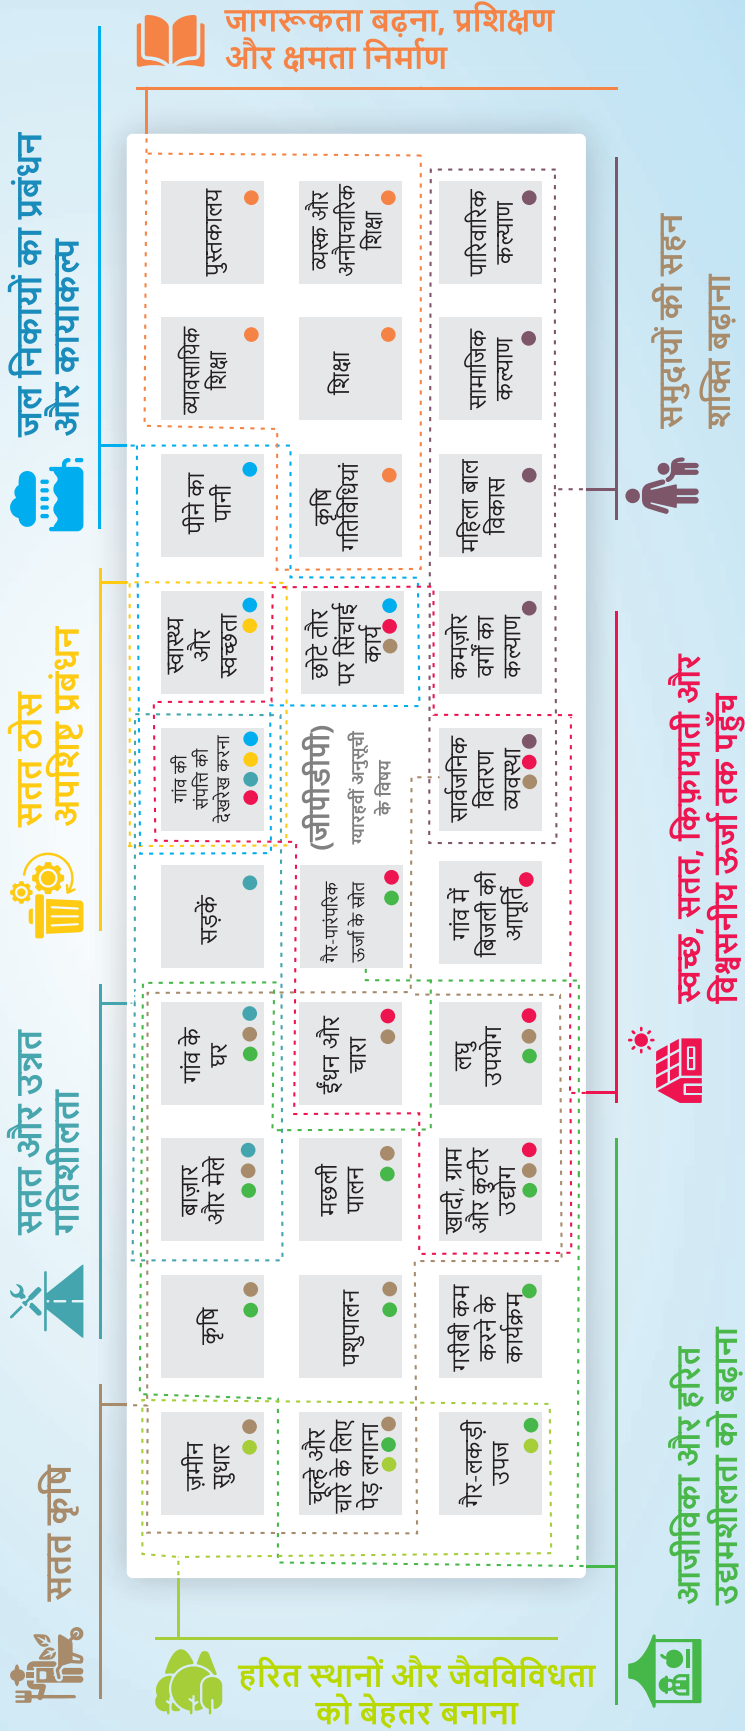 जागरूकता बढ़ना, प्रशिक्षण
और क्षमता निर्माण
जल निकायों का प्रबंधन
और कायाकल्प
सतत ठोस
अपशिष्ट प्रबंधन
सतत और उन्नत
गतिशीलता
सतत कृषि
पुस्तकालय
व्यस्क और
अनौपचारिक
शिक्षा
पारिवारिक
कल्याण
व्यावसायिक
शिक्षा
शिक्षा
सामाजिक
कल्याण
पीने का
पानी
कृषि
गतिविधियां
महिला बाल
विकास
स्वास्थ्य
और
स्वच्छता
छोटे तौर
पर सिंचाई
कार्य
कमज़ोर
वर्गों का
कल्याण
गांव की
संपत्ति की
देखरेख करना
(जीपीडीपी)
ग्यारहवीं अनुसूची
के विषय
सार्वजनिक
वितरण
व्यवस्था
सड़कें
गैर-पारंपरिक
ऊर्जा के स्रोत
गांव में
बिजली की
आपूर्ति
गांव के
घर
ईंधन और
चारा
लघु
उपयोग
बाज़ार
और मेले
मछली
पालन
खादी, ग्राम
और कुटीर
उद्योग
कृषि
पशुपालन
गरीबी कम
करने के
कार्यक्रम
ज़मीन
सुधार
चूल्हे और
चारे के लिए
पेड़ लगाना
गैर-लकड़ी
उपज
समुदायों की सहन
शक्ति बढ़ाना
स्वच्छ, सतत, किफ़ायाती और
विश्वसनीय ऊर्जा तक पहुँच
आजीविका और हरित
उद्यमशीलता को बढ़ाना
हरित स्थानों और जैवविविधता
को बेहतर बनाना